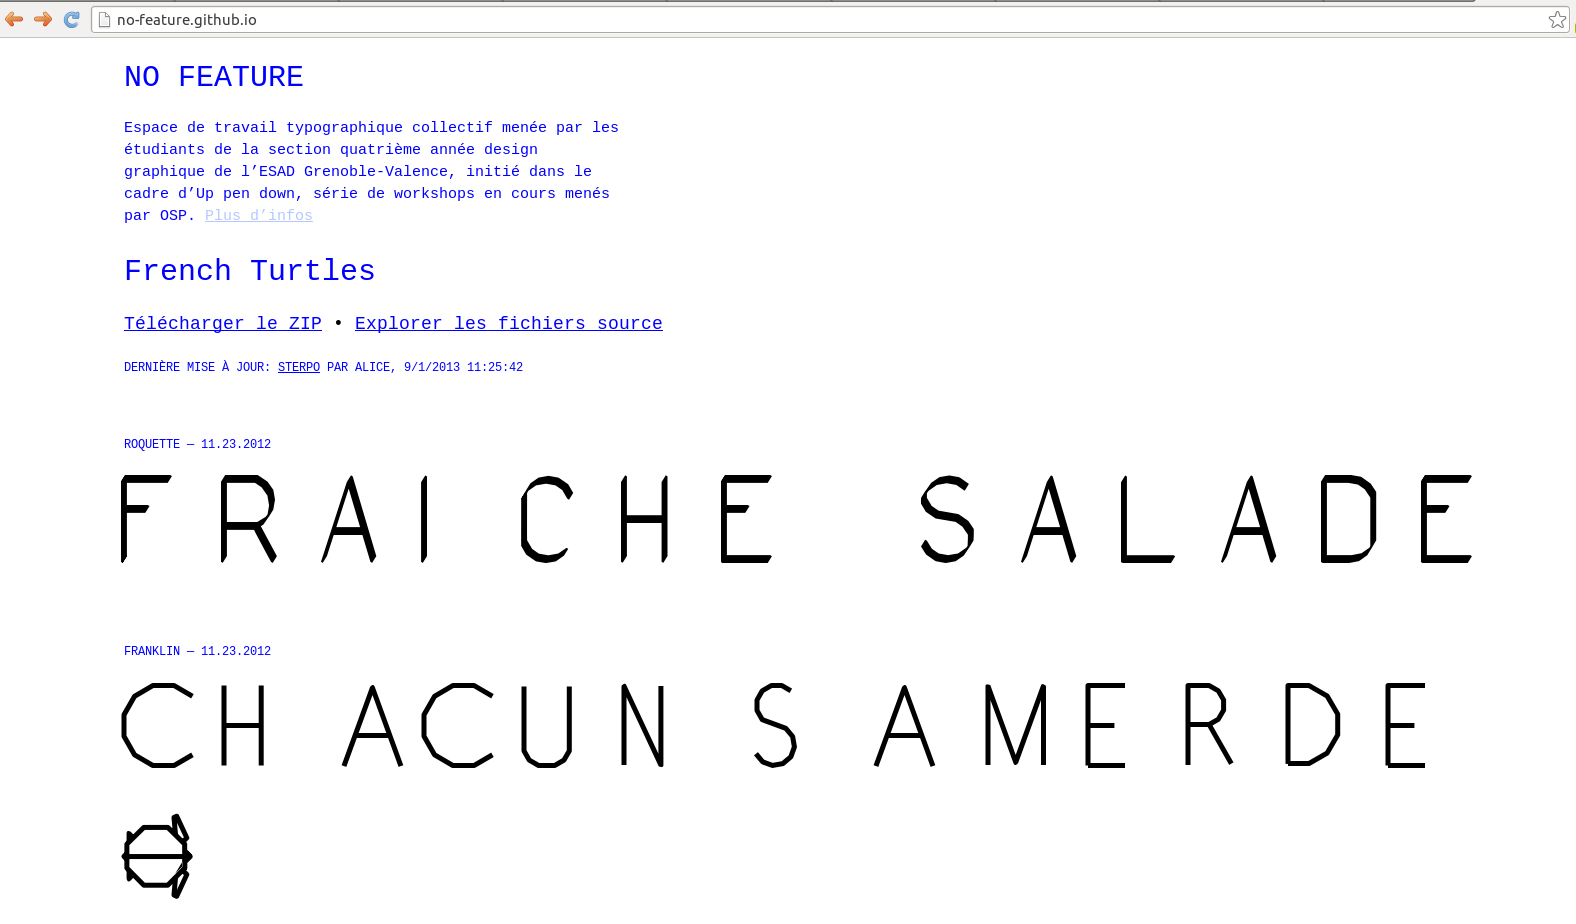 no-feature.github.io
NO FEATURE
Espace de travail typographique collectif menée par les
étudiants de la section quatrième année design
graphique de l’ESAD Grenoble-Valence, initié dans le
cadre d’Up pen down, série de workshops en cours menés
par OSP. Plus d’infos
French Turtles
Télécharger le ZIP • Explorer les fichiers source
DERNIÈRE MISE À JOUR: STERPO PAR ALICE, 9/1/2013 11:25:42
ROQUETTE — 11.23.2012
FRAICHE SALADE
FRANKLIN — 11.23.2012
CH ACUN S AMERDE